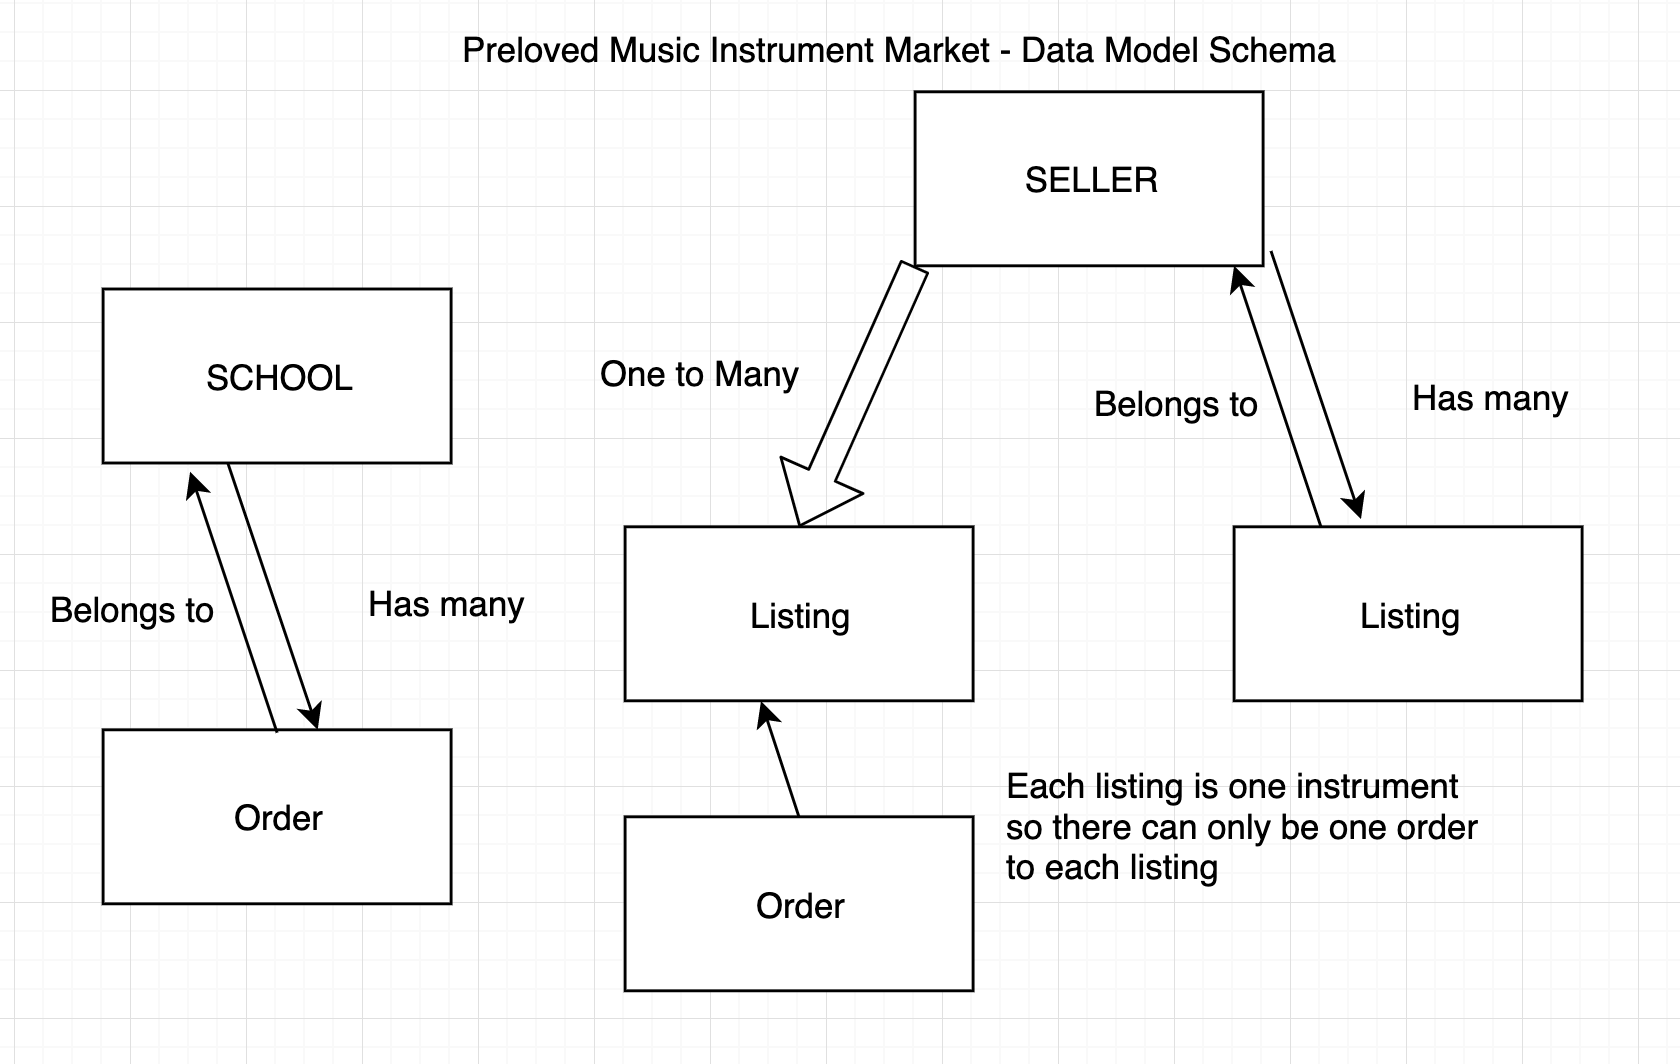 Preloved Music Instrument Market - Data Model Schema
SELLER
SCHOOL
One to Many
Belongs to
Has many
Belongs to
Has many
Listing
Listing
Order
Each listing is one instrument
so there can only be one order
to each listing
Order